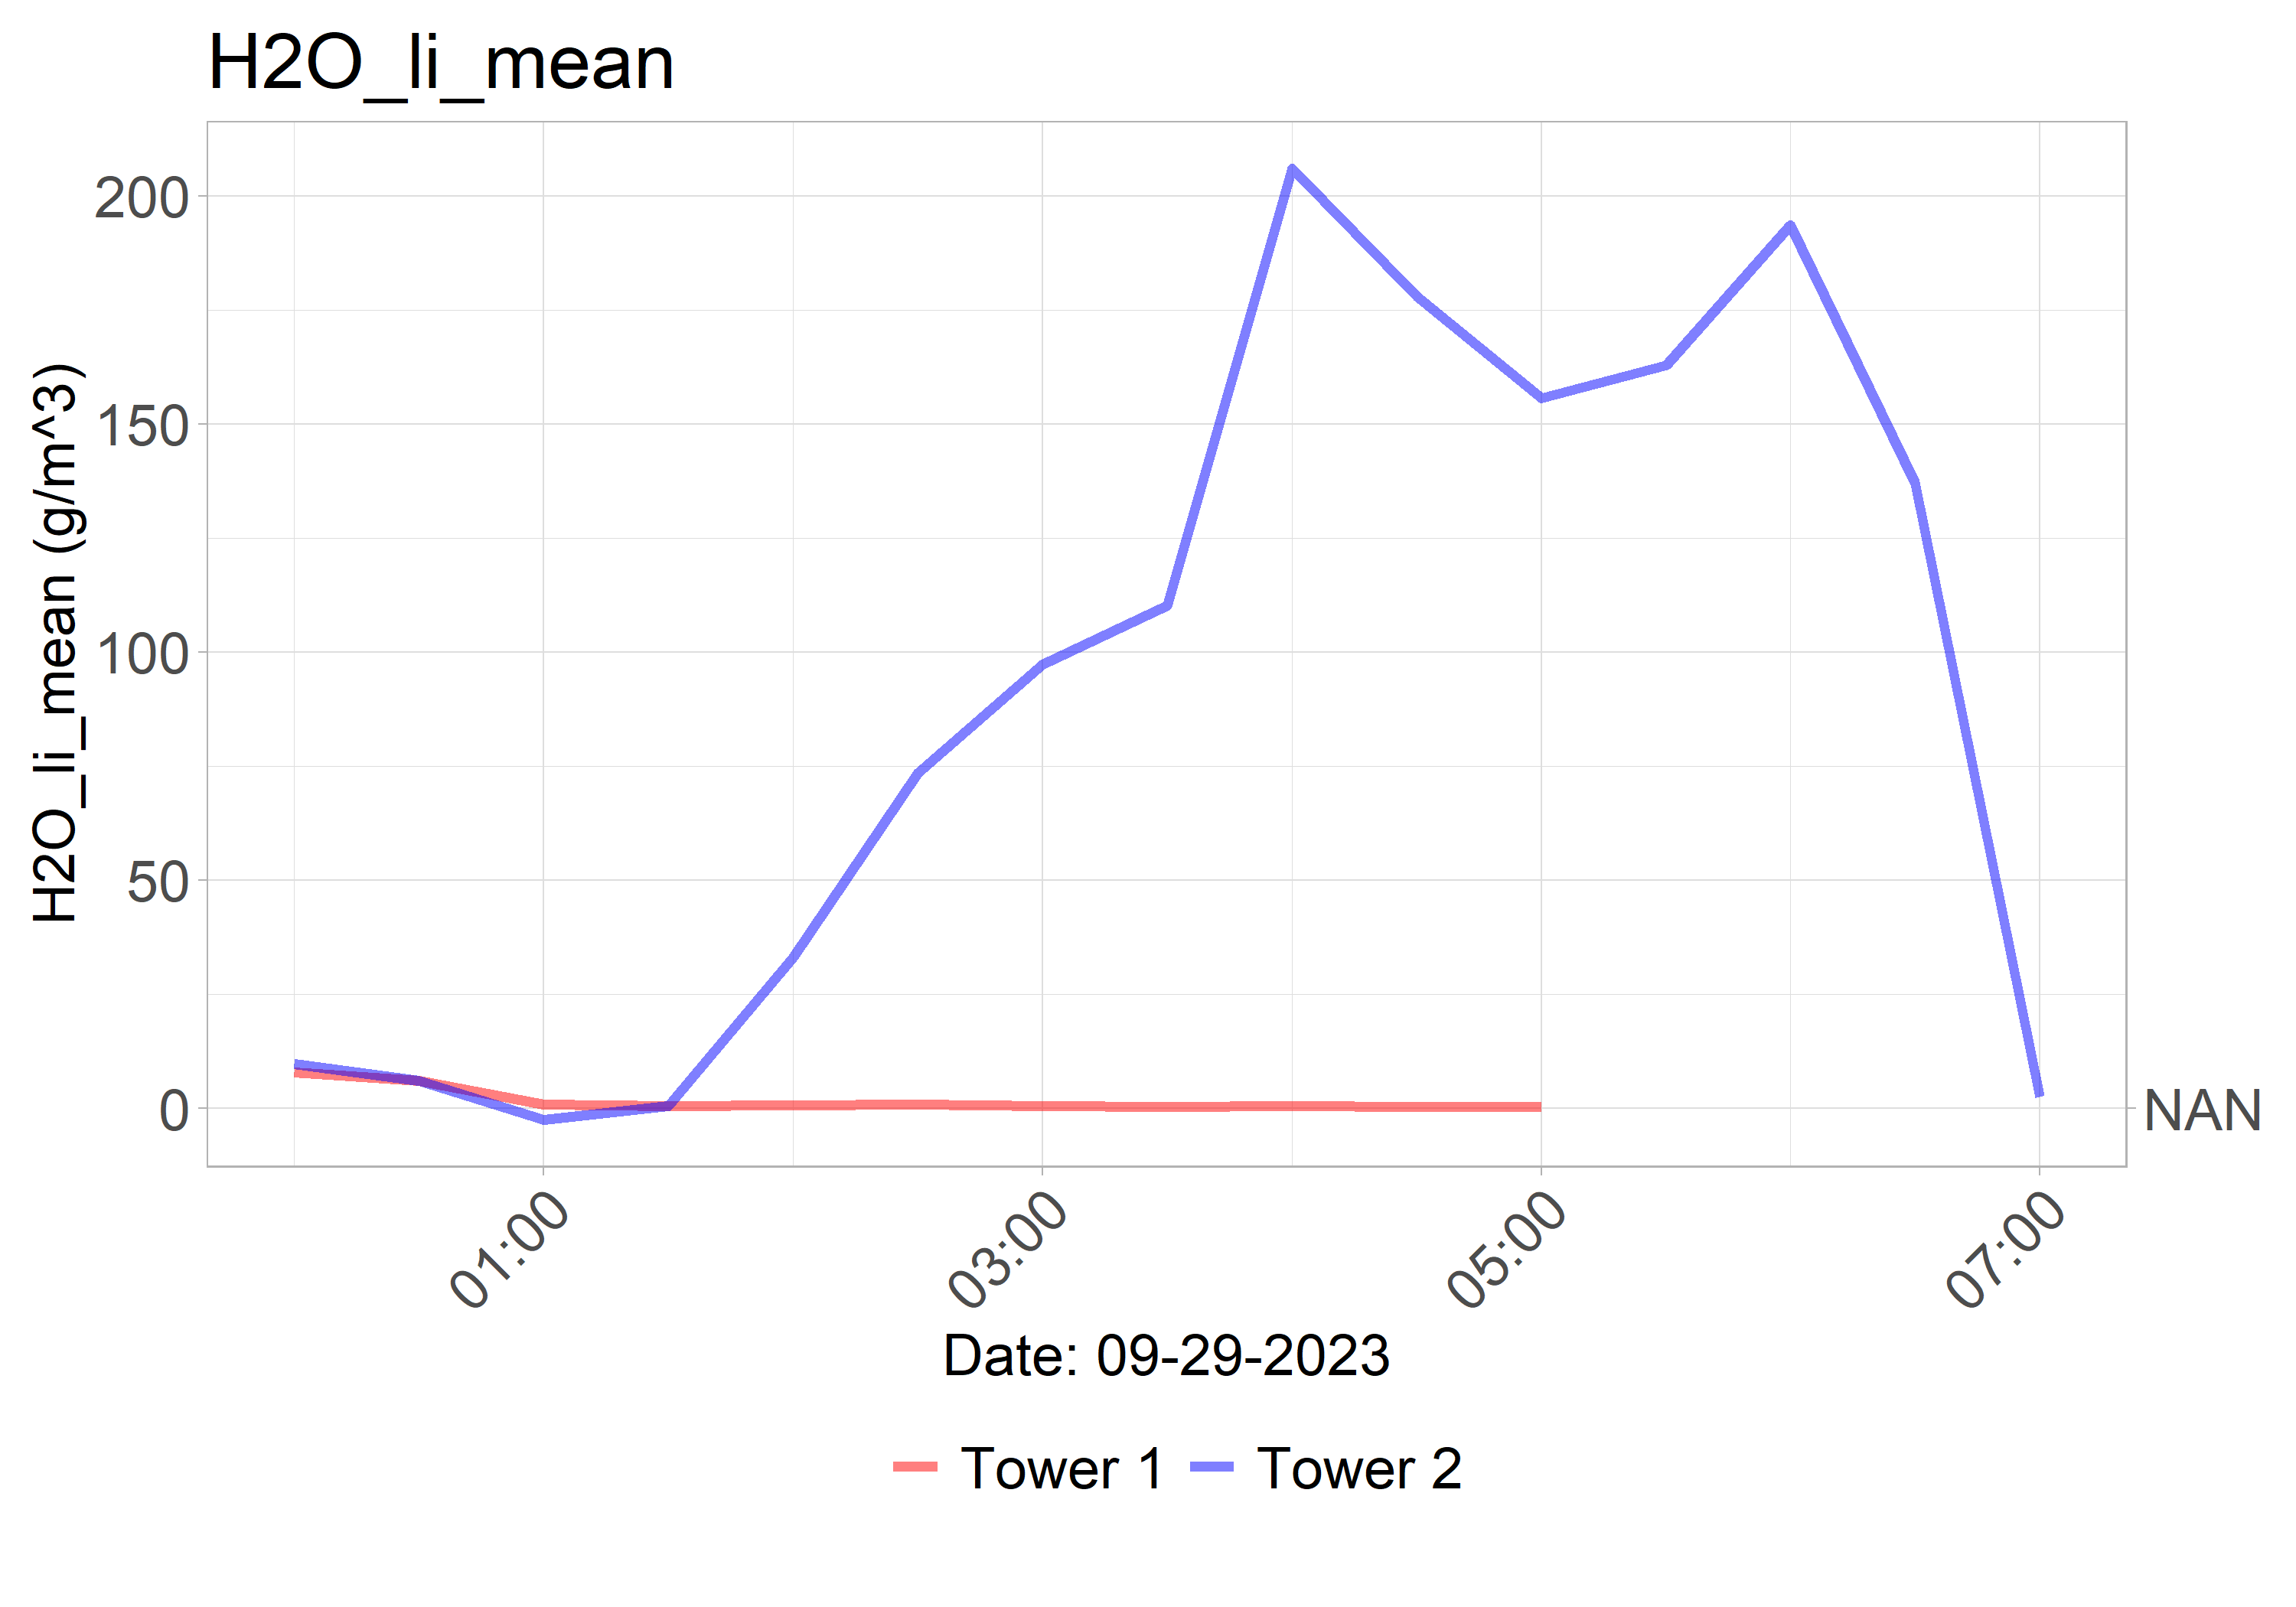 H2O_li_mean
H2O_li_mean (g/m^3)
200
150
100
50
0
NAN
01:00
03:00
05:00
07:00
Date: 09-29-2023
Tower 1 Tower 2